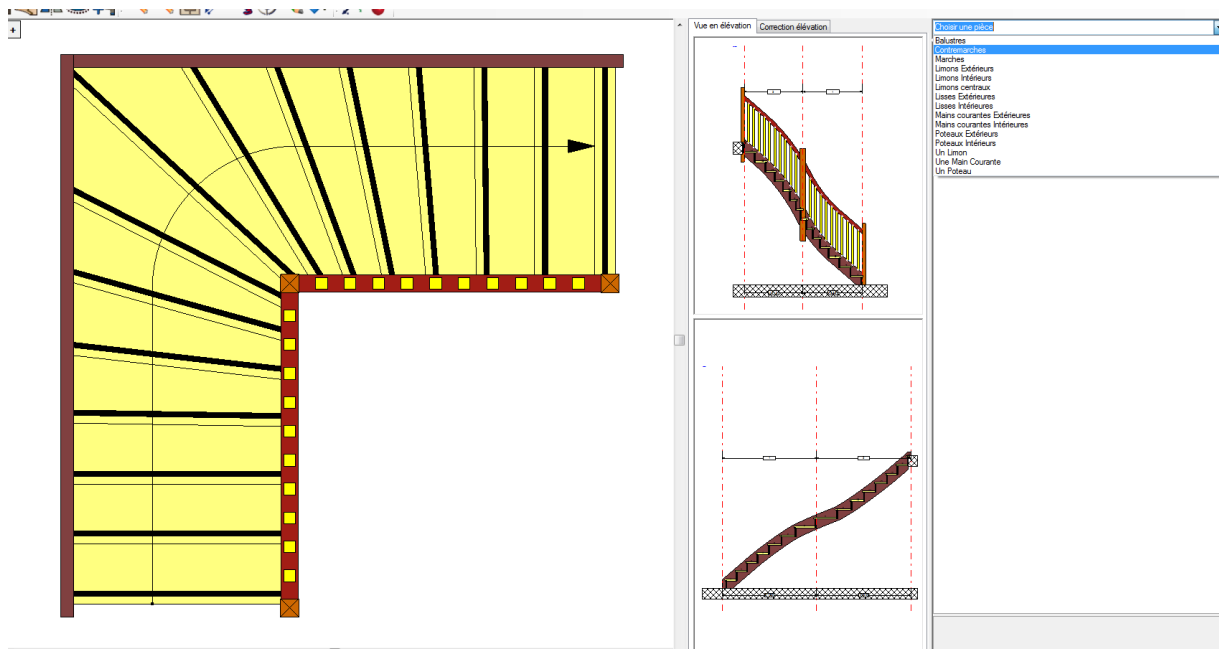 +
Vue en élévation
Correction élévation
Choisir une pièce
Balustres
Contremarches
Marches
Limons Extérieurs
Limons Intérieurs
Limons centraux
Lisses Extérieures
Lisses Intérieures
Mains courantes Extérieures
Mains courantes Intérieures
Poteaux Extérieurs
Poteaux Intérieurs
Un Limon
Une Main Courante
Un Poteau